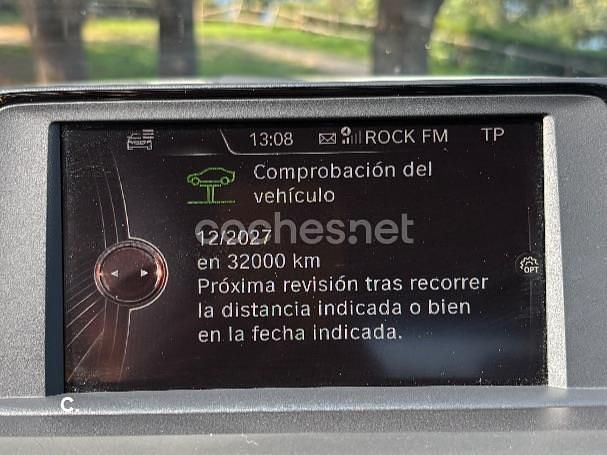 13:08 ROCK FM TP
Comprobación del
vehículo
coches.net
12/2027
en 32000 km
OPT
Próxima revisión tras recorrer
la distancia indicada o bien
en la fecha indicada.
C.